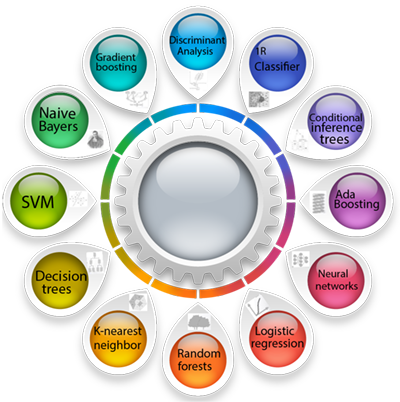 Discriminant
Analysis
1R
Classifier
Conditional
inference
trees
Ada
Boosting
Neural
networks
Logistic
regression
Random
forests
K-nearest
neighbor
Decision
trees
SVM
Naive
Bayers
Gradient
boosting